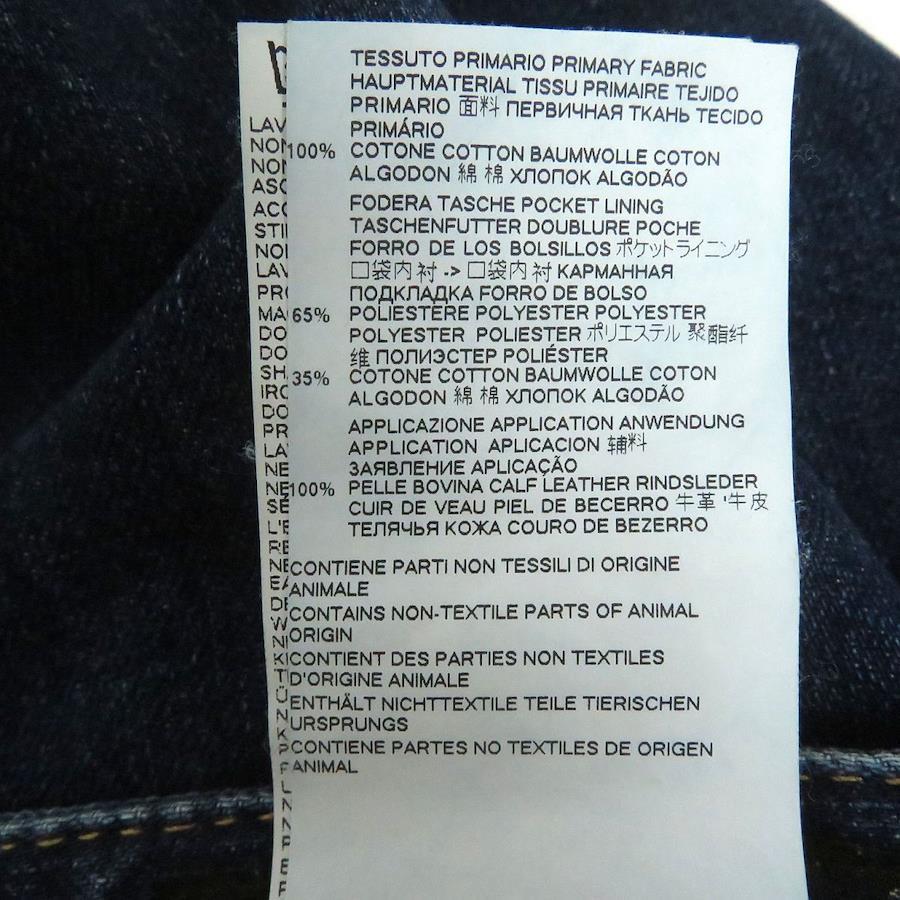 TESSUTO PRIMARIO PRIMARY FABRIC
HAUPTMATERIAL TISSU PRIMAIRE TEJIDO
PRIMARIO 面料 ПЕРВИЧНАЯ ТКАНЬ TECIDO
PRIMÁRIO
100% COTONE COTTON BAUMWOLLE COTON
ALGODON 綿 棉 ХЛОПОК ALGODÃO
FODERA TASCHE POCKET LINING
TASCHENFUTTER DOUBLURE POCHE
FORRO DE LOS BOLSILLOS ポケットライニング
口袋内衬 -> 口袋内衬 КАРМАННАЯ
ПОДКЛАДКА FORRO DE BOLSO
65% POLIESTERE POLYESTER POLYESTER
POLYESTER POLIESTER ポリエステル 聚酯纤
维 ПОЛИЭСТЕР POLIÉSTER
35% COTONE COTTON BAUMWOLLE COTON
ALGODON 綿 棉 ХЛОПОК ALGODÃO
APPLICAZIONE APPLICATION ANWENDUNG
APPLICATION APLICACION 辅料
ЗАЯВЛЕНИЕ APLICAÇÃO
100% PELLE BOVINA CALF LEATHER RINDSLEDER
CUIR DE VEAU PIEL DE BECERRO 牛革 '牛皮
ТЕЛЯЧЬЯ КОЖА COURO DE BEZERRO
CONTIENE PARTI NON TESSILI DI ORIGINE
ANIMALE
CONTAINS NON-TEXTILE PARTS OF ANIMAL
ORIGIN
CONTIENT DES PARTIES NON TEXTILES
D'ORIGINE ANIMALE
ENTHÄLT NICHTTEXTILE TEILE TIERISCHEN
URSPRUNGS
CONTIENE PARTES NO TEXTILES DE ORIGEN
ANIMAL